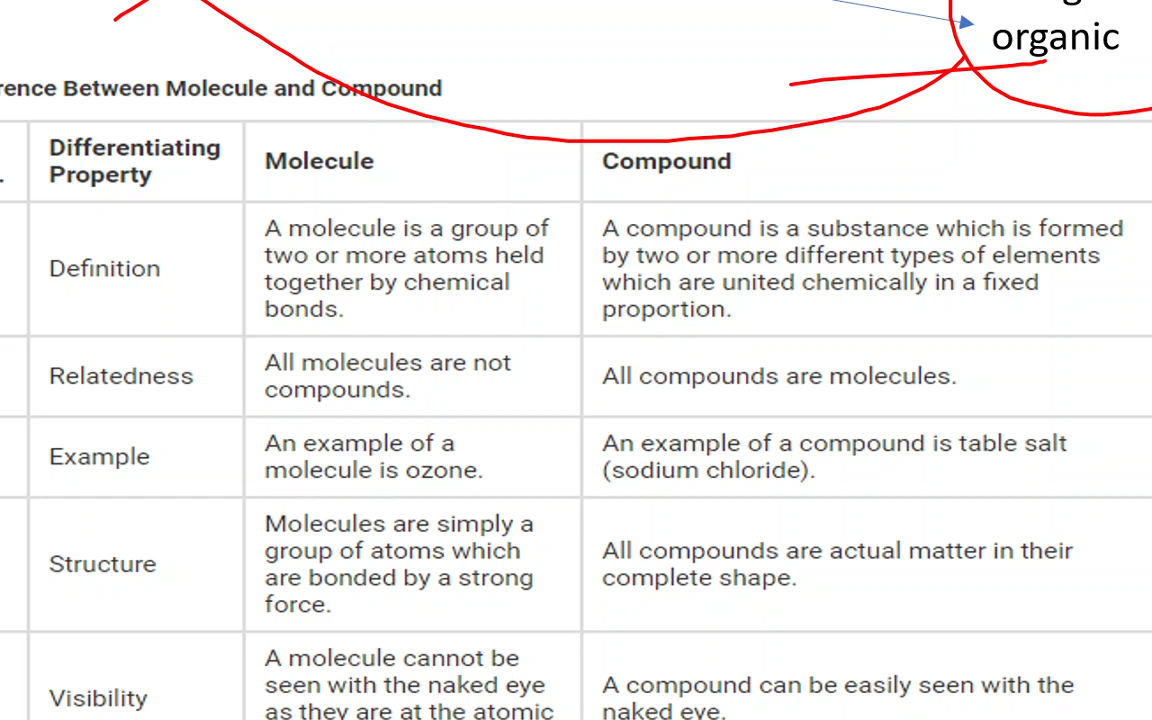 organic
rence Between Molecule and Compound
Differentiating
Property
Molecule
Compound
Definition
A molecule is a group of
two or more atoms held
together by chemical
bonds.
A compound is a substance which is formed
by two or more different types of elements
which are united chemically in a fixed
proportion.
Relatedness
All molecules are not
compounds.
All compounds are molecules.
Example
An example of a
molecule is ozone.
An example of a compound is table salt
(sodium chloride).
Structure
Molecules are simply a
group of atoms which
are bonded by a strong
force.
All compounds are actual matter in their
complete shape.
Visibility
A molecule cannot be
seen with the naked eye
as they are at the atomic
A compound can be easily seen with the
naked eye.